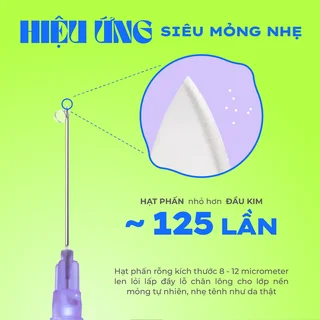 HIỆU ỨNG SIÊU MỎNG NHẸ
HẠT PHẤN nhỏ hơn ĐẦU KIM
~ 125 LẦN
Hạt phấn rỗng kích thước 8 - 12 micrometer
len lỏi lấp đầy lỗ chân lông cho lớp nền
mỏng tự nhiên, nhẹ tênh như da thật